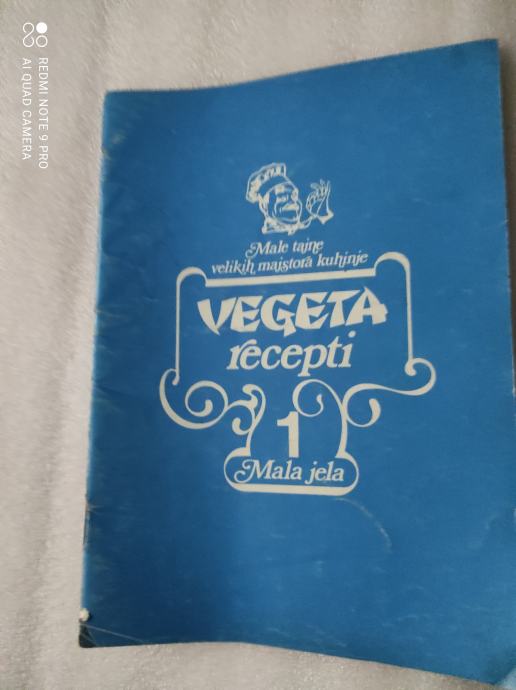 Male tajne
velikih majstora kuhinje
VEGETA
recepti
1
Mala jela
REDMI NOTE 9 PRO
AI QUAD CAMERA